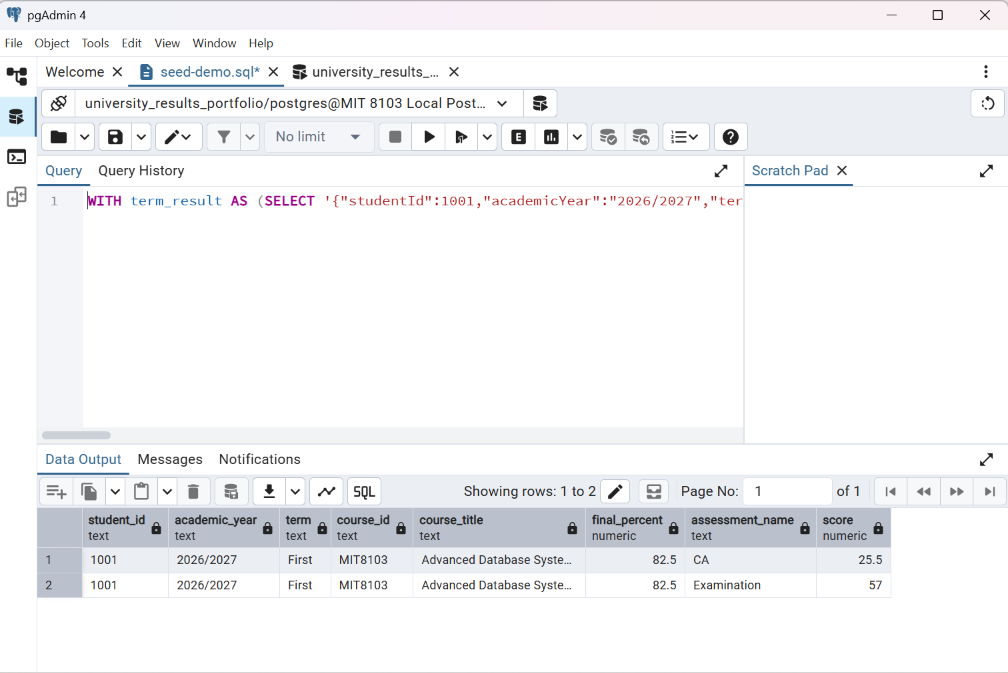 pgAdmin 4
File Object Tools Edit View Window Help
Welcome seed-demo.sql* university_results_...
university_results_portfolio/postgres@MIT 8103 Local Post...
No limit E SQL
Query Query History Scratch Pad
1 WITH term_result AS (SELECT '{"studentId":1001,"academicYear":"2026/2027","ter
Data Output Messages Notifications
SQL Showing rows: 1 to 2 Page No: 1 of 1
student_id academic_year term course_id course_title final_percent assessment_name score
text text text text text numeric text numeric
1 1001 2026/2027 First MIT8103 Advanced Database Syste... 82.5 CA 25.5
2 1001 2026/2027 First MIT8103 Advanced Database Syste... 82.5 Examination 57